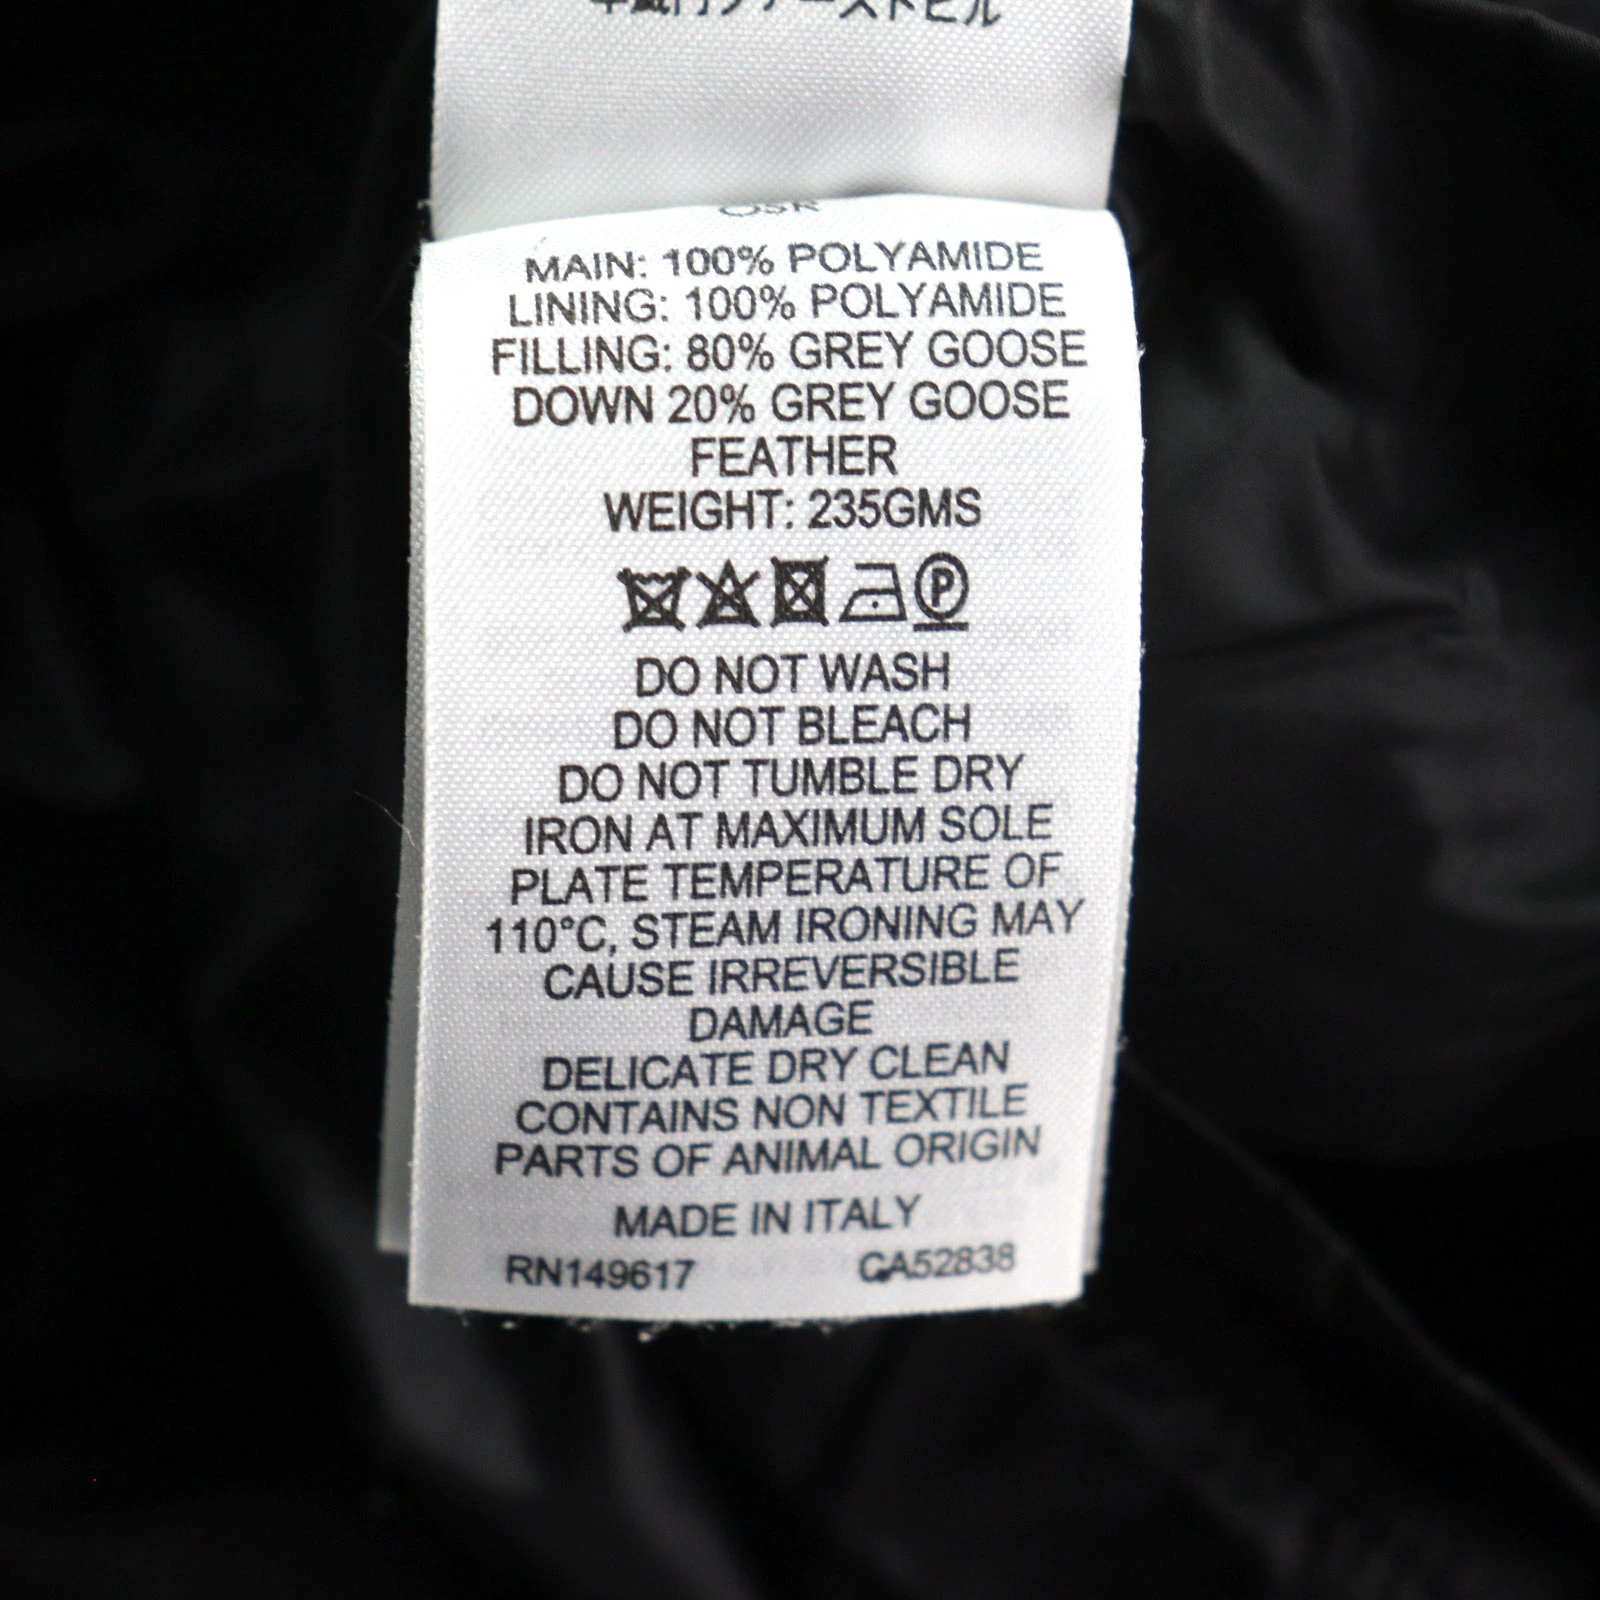 MAIN: 100% POLYAMIDE
LINING: 100% POLYAMIDE
FILLING: 80% GREY GOOSE
DOWN 20% GREY GOOSE
FEATHER
WEIGHT: 235GMS
P
DO NOT WASH
DO NOT BLEACH
DO NOT TUMBLE DRY
IRON AT MAXIMUM SOLE
PLATE TEMPERATURE OF
110°C, STEAM IRONING MAY
CAUSE IRREVERSIBLE
DAMAGE
DELICATE DRY CLEAN
CONTAINS NON TEXTILE
PARTS OF ANIMAL ORIGIN
MADE IN ITALY
RN149617 CA52838